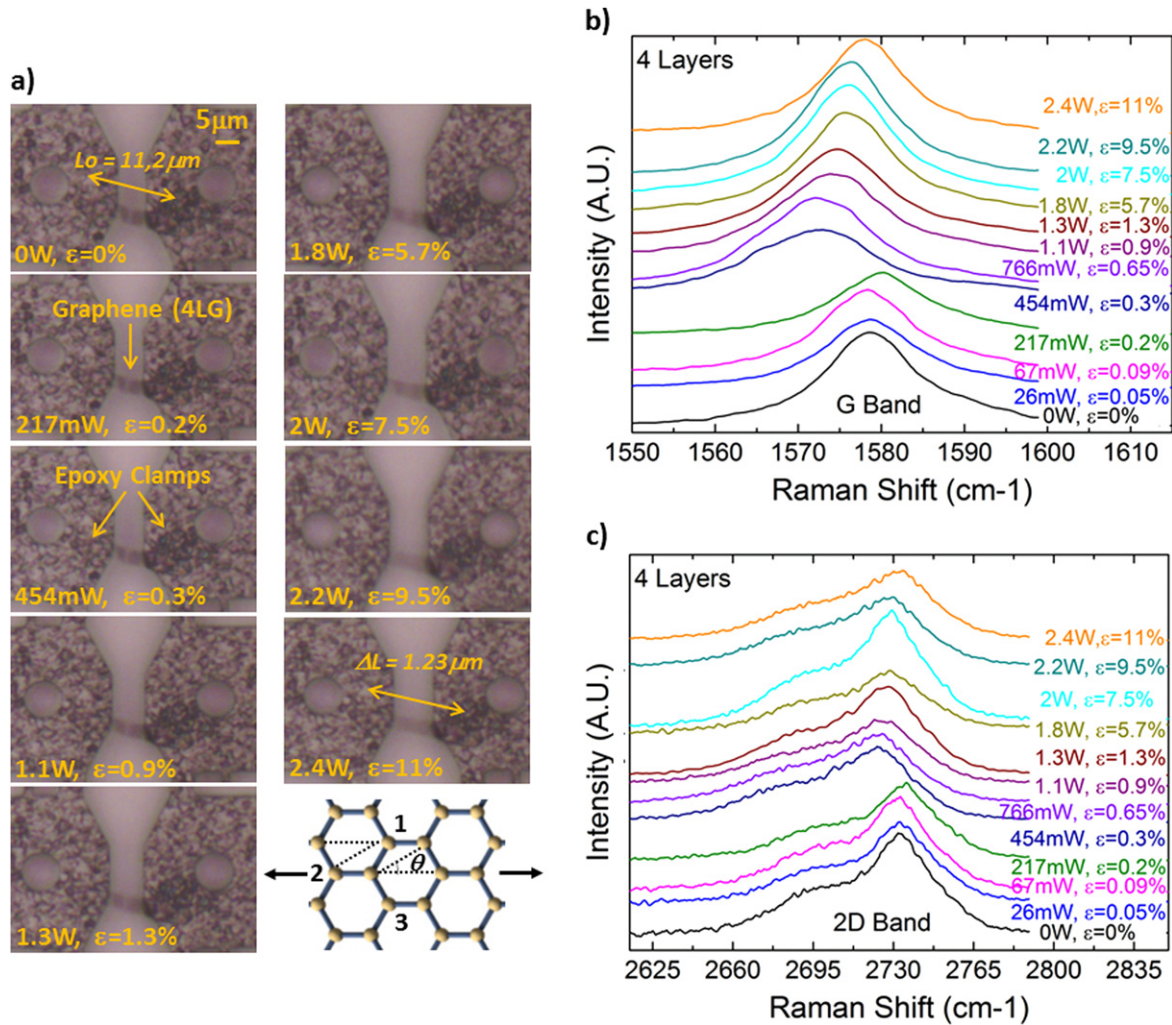 a)
5μm
Lo = 11,2 μm
0W, ε=0%
1.8W, ε=5.7%
Graphene (4LG)
217mW, ε=0.2%
2W, ε=7.5%
Epoxy Clamps
454mW, ε=0.3%
2.2W, ε=9.5%
ΔL = 1.23 μm
1.1W, ε=0.9%
2.4W, ε=11%
1
2
θ
3
1.3W, ε=1.3%
b)
4 Layers
2.4W,ε=11%
2.2W, ε=9.5%
2W, ε=7.5%
1.8W, ε=5.7%
1.3W, ε=1.3%
1.1W, ε=0.9%
766mW, ε=0.65%
454mW, ε=0.3%
217mW, ε=0.2%
67mW, ε=0.09%
26mW, ε=0.05%
0W, ε=0%
G Band
Intensity (A.U.)
1550 1560 1570 1580 1590 1600 1610
Raman Shift (cm-1)
c)
4 Layers
2.4W,ε=11%
2.2W, ε=9.5%
2W, ε=7.5%
1.8W, ε=5.7%
1.3W, ε=1.3%
1.1W, ε=0.9%
766mW, ε=0.65%
454mW, ε=0.3%
217mW, ε=0.2%
67mW, ε=0.09%
26mW, ε=0.05%
0W, ε=0%
2D Band
Intensity (A.U.)
2625 2660 2695 2730 2765 2800 2835
Raman Shift (cm-1)